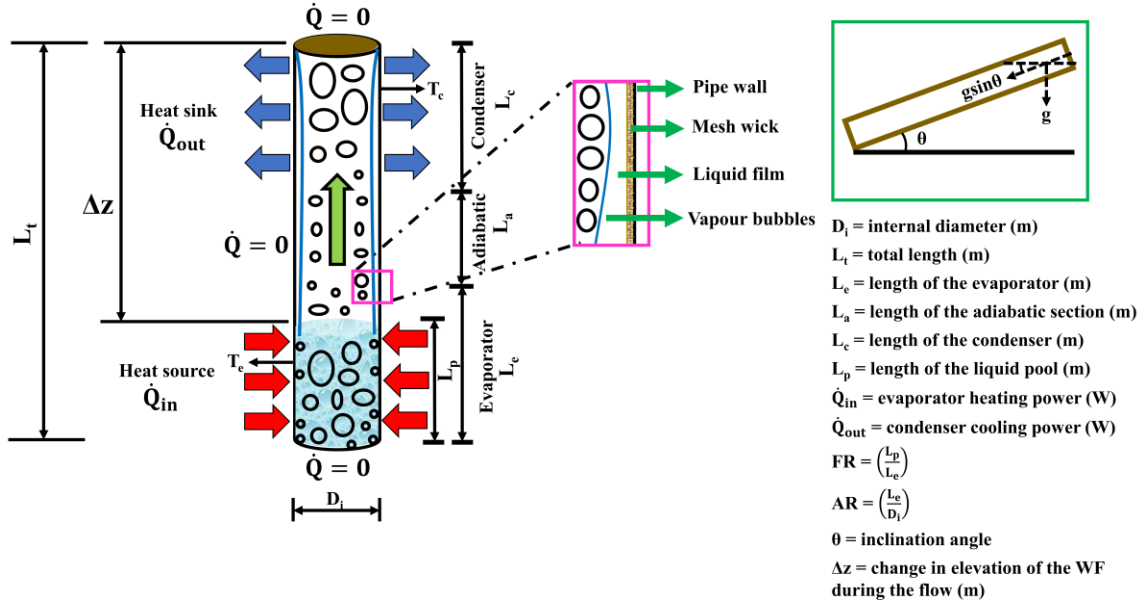 Q̇ = 0
L_t
Δz
Heat sink
Q̇_out
T_c
Condenser
L_c
Q̇ = 0
Adiabatic
L_a
Heat source
Q̇_in
T_e
L_p
Evaporator
L_e
Q̇ = 0
D_i
Pipe wall
Mesh wick
Liquid film
Vapour bubbles
gsinθ
g
θ
D_i = internal diameter (m)
L_t = total length (m)
L_e = length of the evaporator (m)
L_a = length of the adiabatic section (m)
L_c = length of the condenser (m)
L_p = length of the liquid pool (m)
Q̇_in = evaporator heating power (W)
Q̇_out = condenser cooling power (W)
FR = (L_p/L_e)
AR = (L_e/D_i)
θ = inclination angle
Δz = change in elevation of the WF
during the flow (m)